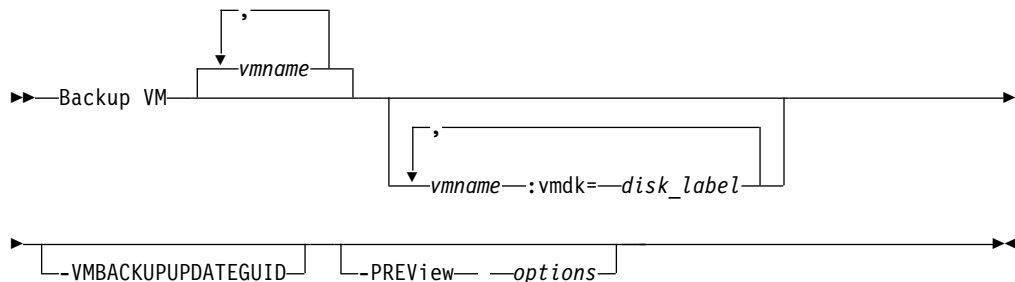 ,
vmname
Backup VM
,
vmname :vmdk= disk_label
-VMBACKUPUPDATEGUID -PREView options